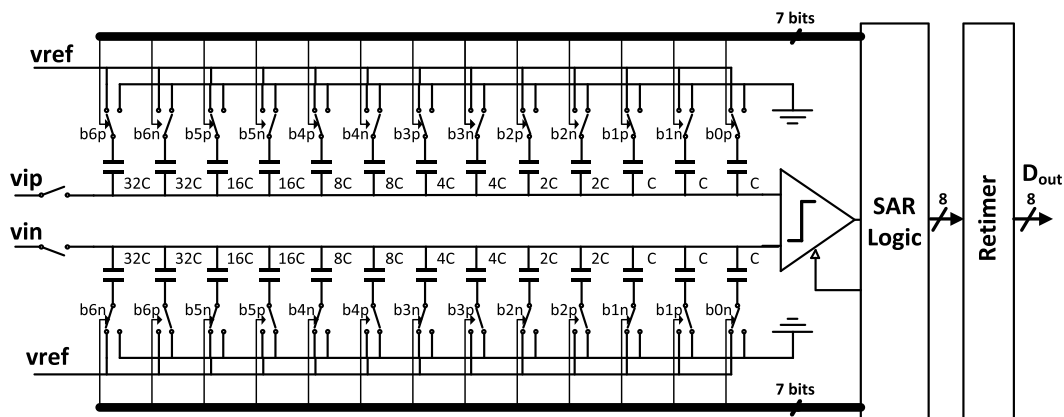 7 bits
vref
b6p b6n b5p b5n b4p b4n b3p b3n b2p b2n b1p b1n b0p
vip
32C 32C 16C 16C 8C 8C 4C 4C 2C 2C C C C
SAR
Logic
8
Retimer
Dout
8
vin
32C 32C 16C 16C 8C 8C 4C 4C 2C 2C C C C
b6n b6p b5n b5p b4n b4p b3n b3p b2n b2p b1n b1p b0n
vref
7 bits